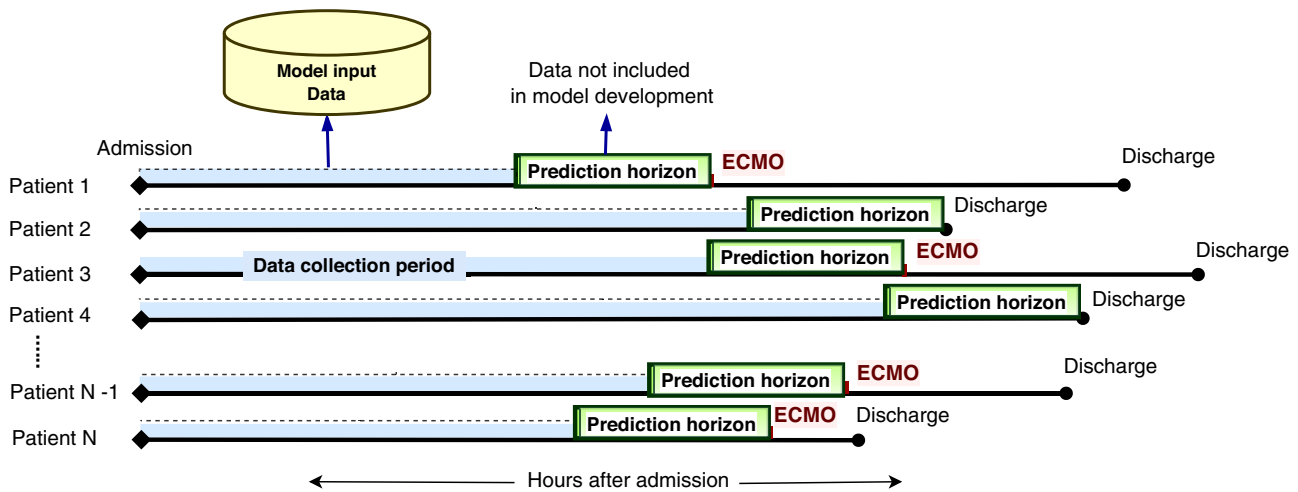 Model input
Data
Data not included
in model development
Admission
Patient 1
Prediction horizon
ECMO
Discharge
Patient 2
Prediction horizon
Discharge
Patient 3
Data collection period
Prediction horizon
ECMO
Discharge
Patient 4
Prediction horizon
Discharge
Patient N -1
Prediction horizon
ECMO
Discharge
Patient N
Prediction horizon
ECMO
Discharge
Hours after admission